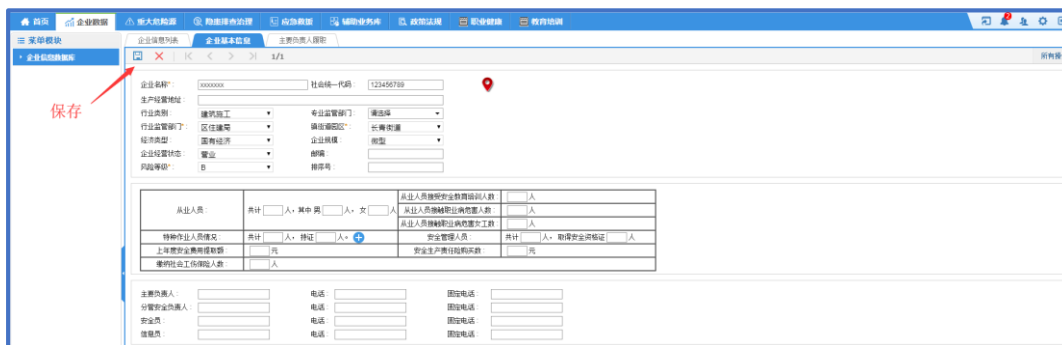 首页 企业数据 重大危险源 隐患排查治理 应急救援 辅助业务库 政策法规 职业健康 教育培训
菜单模块 企业信息列表 企业基本信息 主要负责人履职
企业信息数据库 1/1 所有
保存
企业名称*: xxxxxxx 社会统一代码: 123456789
生产经营地址:
行业类别: 建筑施工 专业监管部门: 请选择
行业监管部门*: 区住建局 镇街道园区*: 长青街道
经济类型: 国有经济 企业规模: 微型
企业经营状态: 营业 邮编:
风险等级*: B 排序号:
从业人员: 共计 人,其中 男 人, 女 人 从业人员接受安全教育培训人数: 人
从业人员接触职业病危害人数: 人
从业人员接触职业病危害女工数: 人
特种作业人员情况: 共计 人, 持证 人。 安全管理人员: 共计 人, 取得安全资格证 人
上年度安全费用提取额: 元 安全生产责任险购买数: 元
缴纳社会工伤保险人数: 人
主要负责人: 电话: 固定电话:
分管安全负责人: 电话: 固定电话:
安全员: 电话: 固定电话:
信息员: 电话: 固定电话: